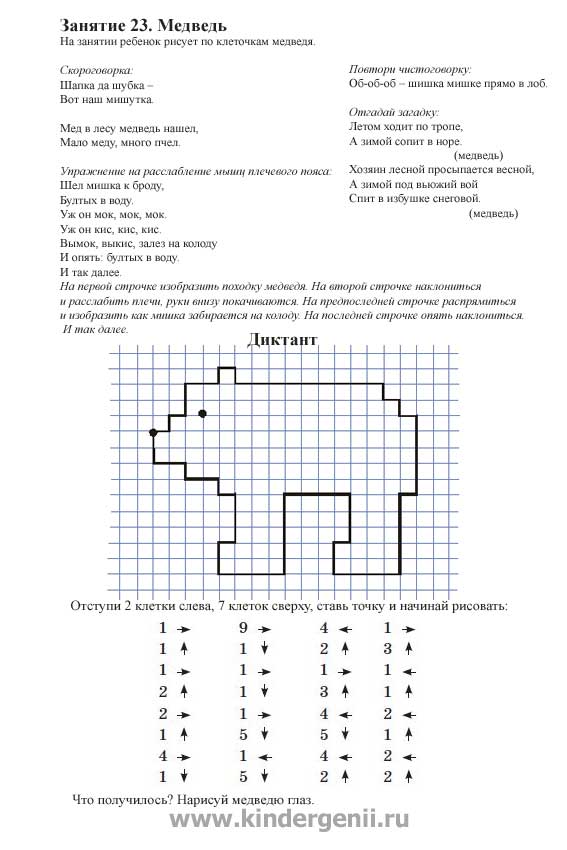 Занятие 23. Медведь
На занятии ребенок рисует по клеточкам медведя.
Скороговорка:
Шапка да шубка –
Вот наш мишутка.
Мед в лесу медведь нашел,
Мало меду, много пчел.
Упражнение на расслабление мышц плечевого пояса:
Шел мишка к броду,
Бултых в воду.
Уж он мок, мок, мок.
Уж он кис, кис, кис.
Вымок, выкис, залез на колоду
И опять: бултых в воду.
И так далее.
Повтори чистоговорку:
Об-об-об – шишка мишке прямо в лоб.
Отгадай загадку:
Летом ходит по тропе,
А зимой сопит в норе.
(медведь)
Хозяин лесной просыпается весной,
А зимой под вьюжий вой
Спит в избушке снеговой.
(медведь)
На первой строчке изобразить походку медведя. На второй строчке наклониться
и расслабить плечи, руки внизу покачиваются. На предпоследней строчке распрямиться
и изобразить как мишка забирается на колоду. На последней строчке опять наклониться.
И так далее.
Диктант
Отступи 2 клетки слева, 7 клеток сверху, ставь точку и начинай рисовать:
1 → 9 → 4 ← 1 →
1 ↑ 1 ↓ 2 ↑ 3 ↑
1 → 1 → 1 → 1 ←
2 ↑ 1 ↓ 3 ↑ 1 ↑
2 → 1 → 4 ← 2 ←
1 ↑ 5 ↓ 5 ↓ 1 ↑
4 → 1 ← 4 ← 2 ←
1 ↓ 5 ↓ 2 ↑ 2 ↑
Что получилось? Нарисуй медведю глаз.
www.kindergenii.ru